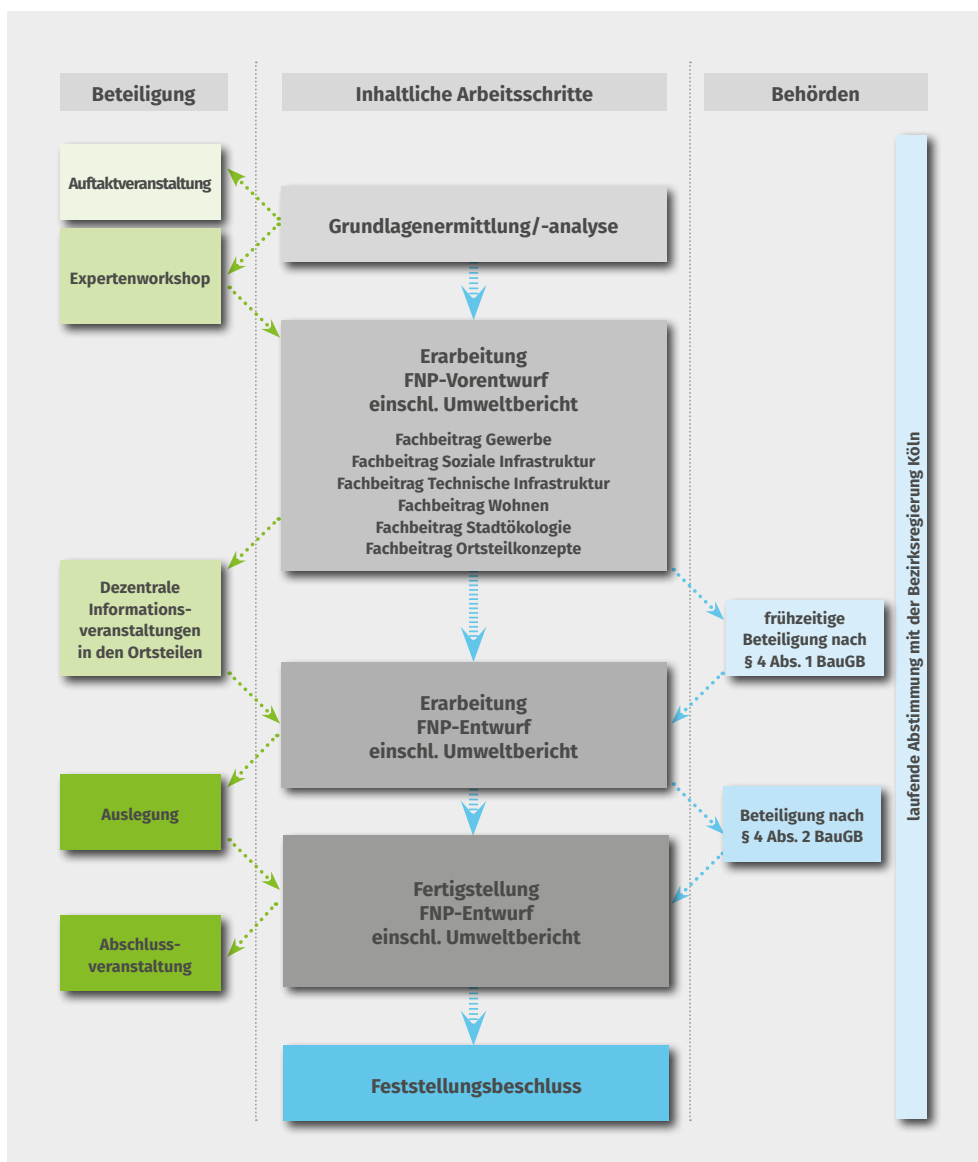 Beteiligung
Inhaltliche Arbeitsschritte
Behörden
Auftaktveranstaltung
Expertenworkshop
Grundlagenermittlung/-analyse
Erarbeitung
FNP-Vorentwurf
einschl. Umweltbericht
Fachbeitrag Gewerbe
Fachbeitrag Soziale Infrastruktur
Fachbeitrag Technische Infrastruktur
Fachbeitrag Wohnen
Fachbeitrag Stadtökologie
Fachbeitrag Ortsteilkonzepte
Dezentrale
Informations-
veranstaltungen
in den Ortsteilen
frühzeitige
Beteiligung nach
§ 4 Abs. 1 BauGB
Erarbeitung
FNP-Entwurf
einschl. Umweltbericht
Auslegung
Beteiligung nach
§ 4 Abs. 2 BauGB
Fertigstellung
FNP-Entwurf
einschl. Umweltbericht
Abschluss-
veranstaltung
Feststellungsbeschluss
laufende Abstimmung mit der Bezirksregierung Köln